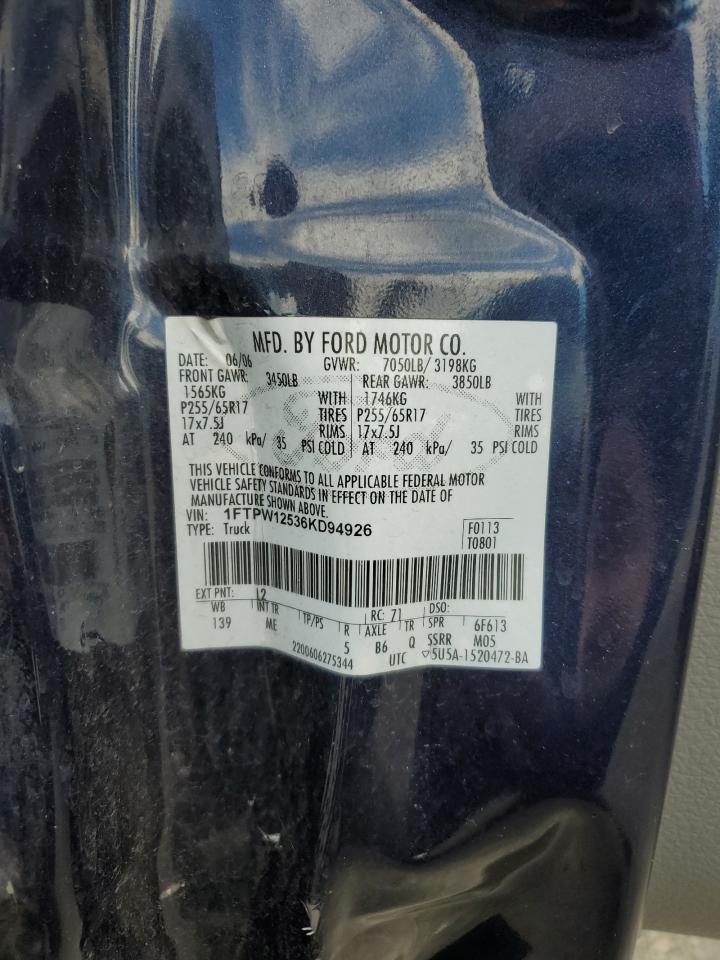 MFD. BY FORD MOTOR CO.
DATE: 06/06 GVWR: 7050LB/ 3198KG
FRONT GAWR: 3450LB REAR GAWR: 3850LB
1565KG WITH 1746KG WITH
P255/65R17 TIRES P255/65R17 TIRES
17x7.5J RIMS 17x7.5J RIMS
AT 240 kPa/ 35 PSI COLD AT 240 kPa/ 35 PSI COLD
THIS VEHICLE CONFORMS TO ALL APPLICABLE FEDERAL MOTOR
VEHICLE SAFETY STANDARDS IN EFFECT ON THE DATE OF
MANUFACTURE SHOWN ABOVE.
VIN: 1FTPW12536KD94926
TYPE: Truck
F0113
T0801
EXT PNT: L2 RC: 71 DSO:
WB INT TR TP/PS R AXLE TR SPR 6F613
139 ME 5 B6 Q SSRR M05
2200606275344 UTC ▽5U5A-1520472-BA